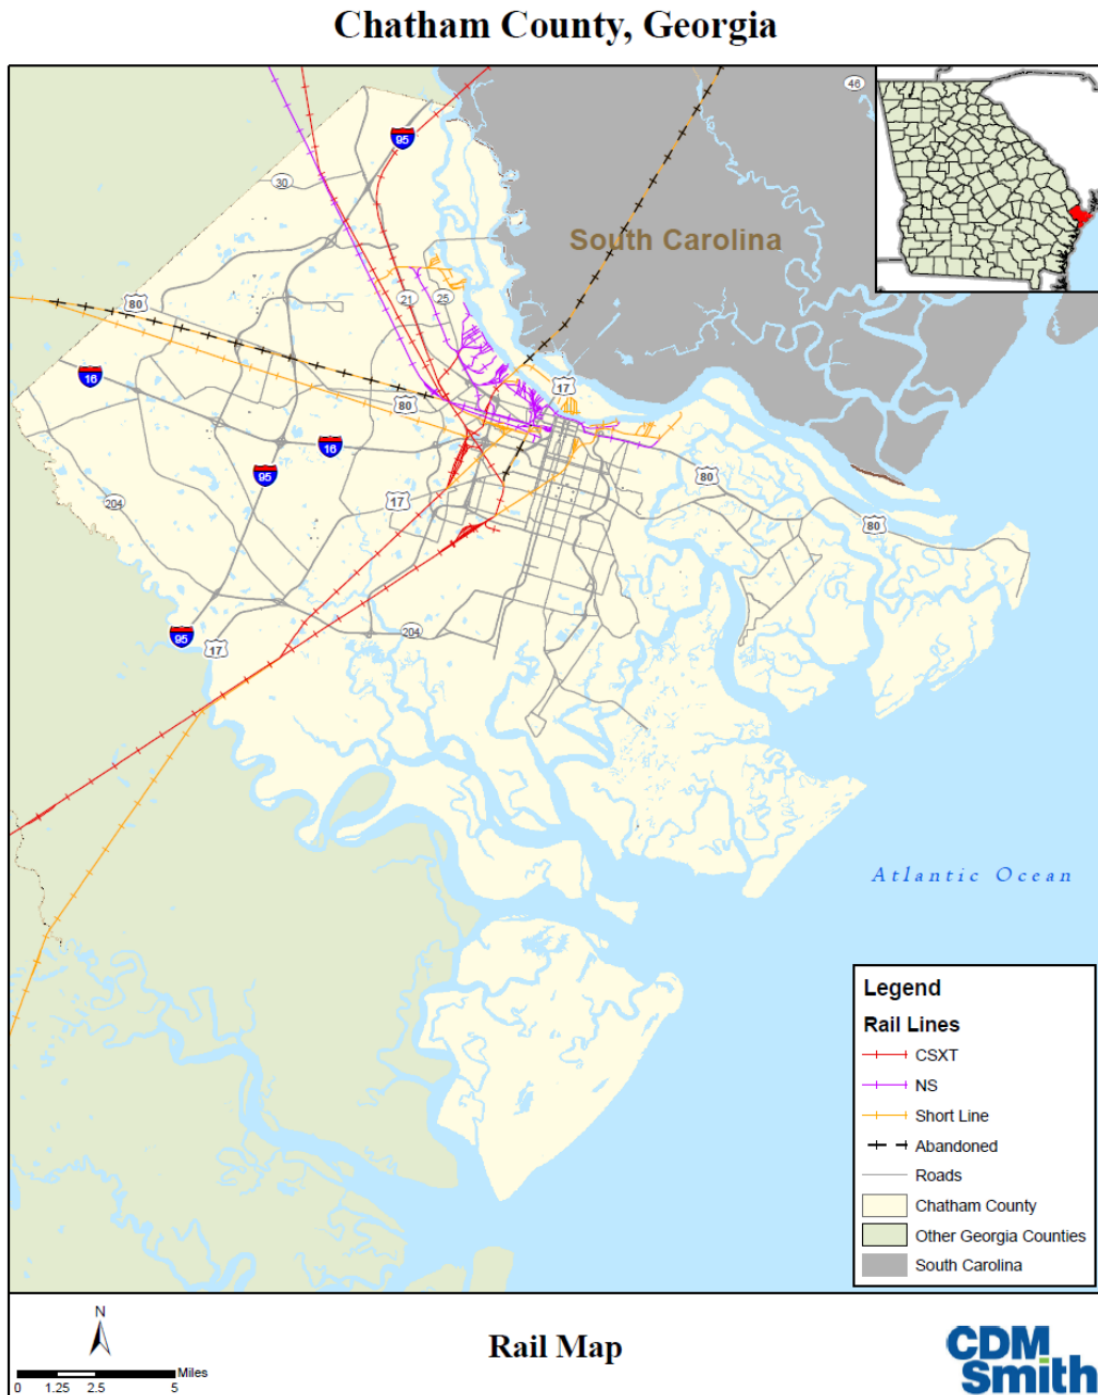 Chatham County, Georgia
46
95
30
South Carolina
80
21
25
16
17
80
16
95
80
17
204
80
204
95
17
Atlantic Ocean
Legend
Rail Lines
CSXT
NS
Short Line
Abandoned
Roads
Chatham County
Other Georgia Counties
South Carolina
N
Miles
0 1.25 2.5 5
Rail Map
CDM
Smith